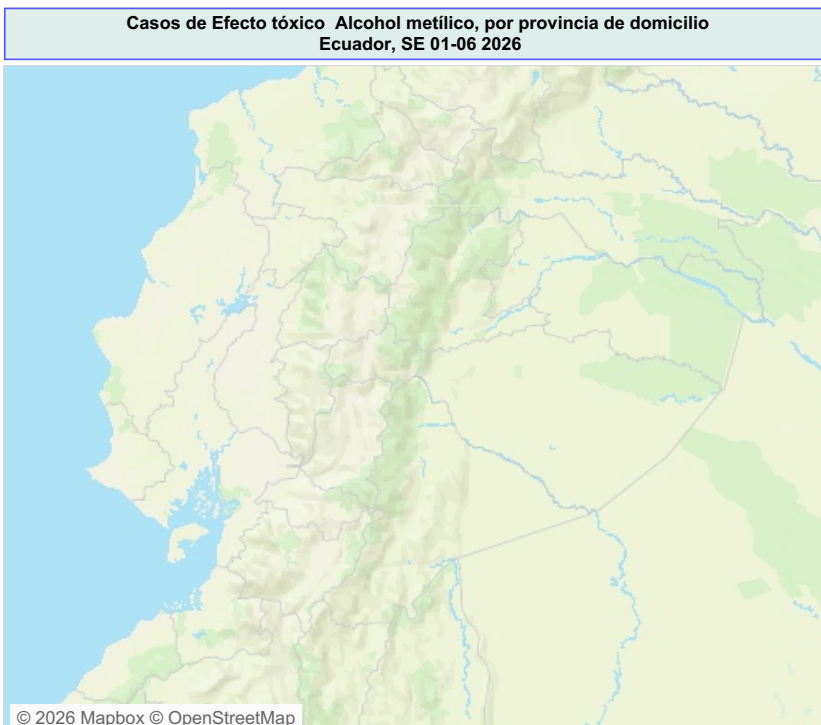 Casos de Efecto tóxico  Alcohol metílico, por provincia de domicilio
Ecuador, SE 01-06 2026
© 2026 Mapbox © OpenStreetMap